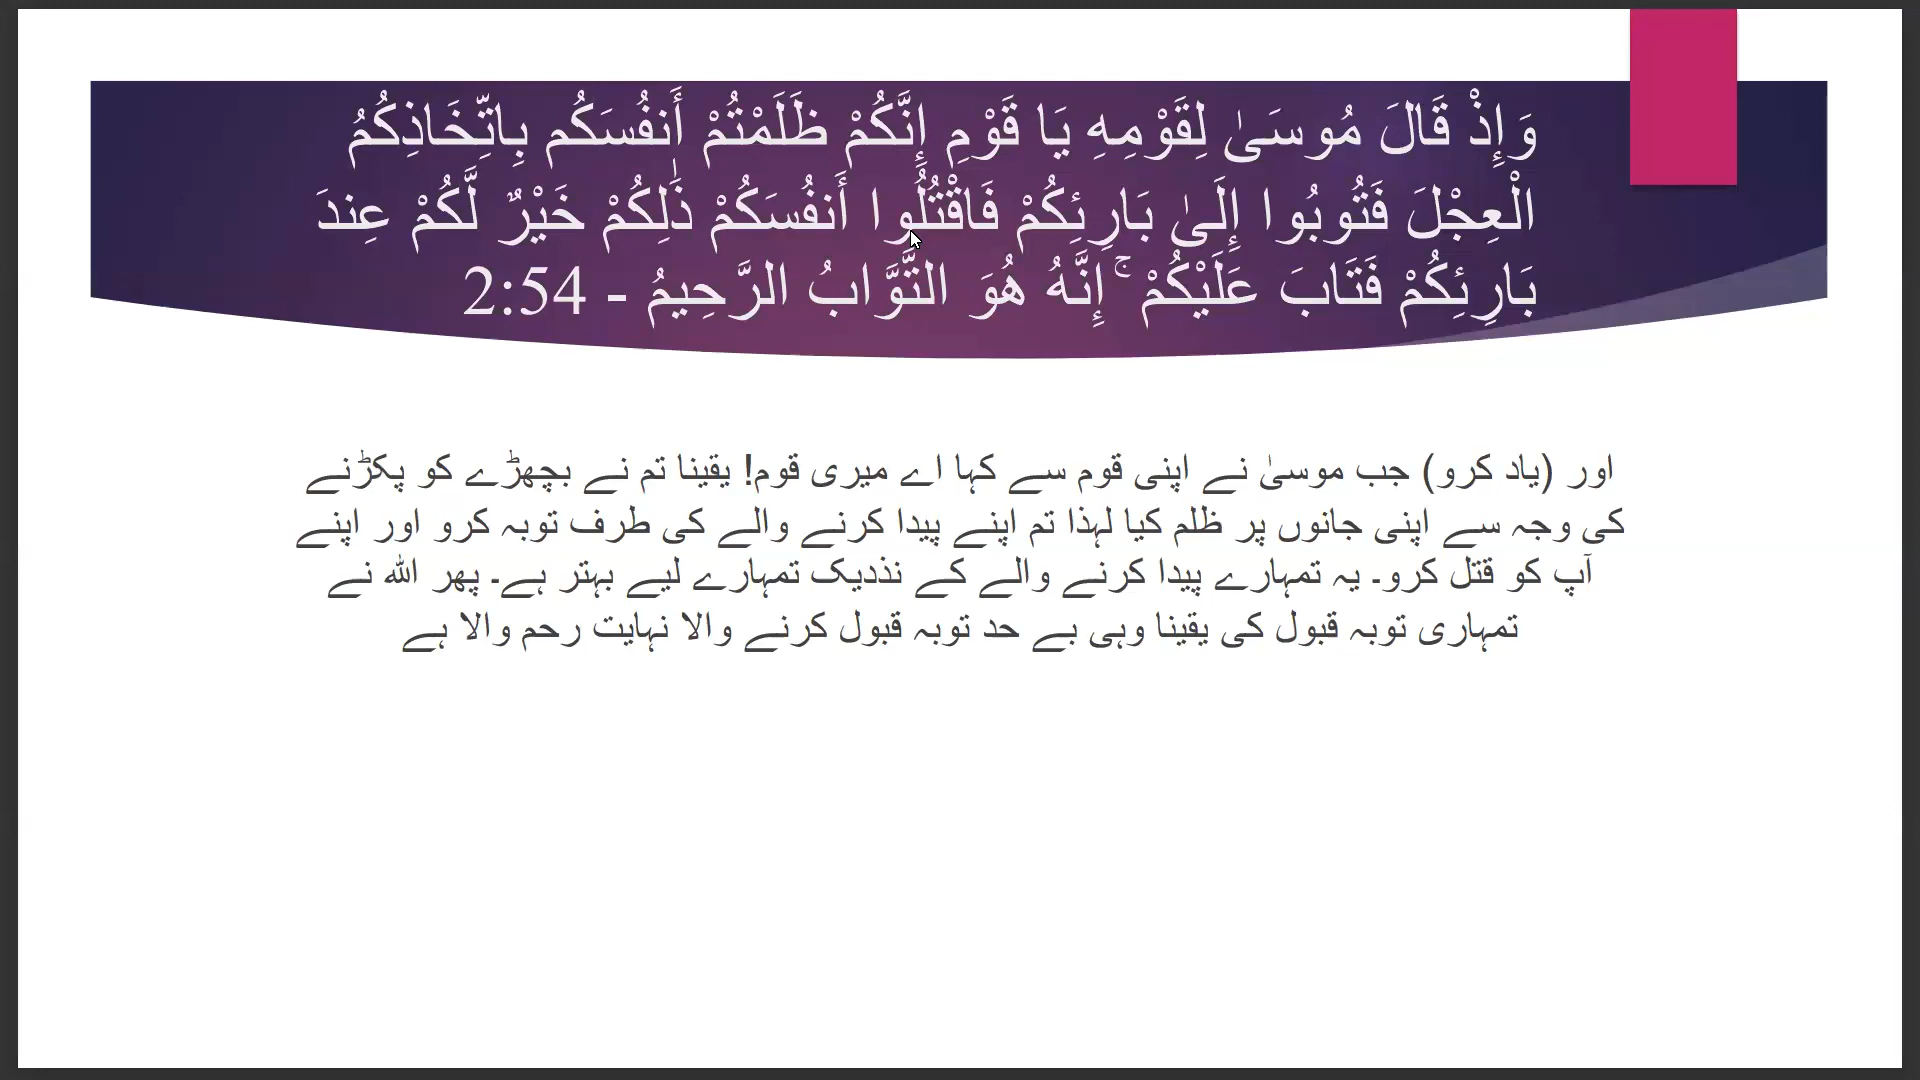 وَإِذْ قَالَ مُوسَىٰ لِقَوْمِهِ يَا قَوْمِ إِنَّكُمْ ظَلَمْتُمْ أَنفُسَكُم بِاتِّخَاذِكُمُ
الْعِجْلَ فَتُوبُوا إِلَىٰ بَارِئِكُمْ فَاقْتُلُوا أَنفُسَكُمْ ذَٰلِكُمْ خَيْرٌ لَّكُمْ عِندَ
بَارِئِكُمْ فَتَابَ عَلَيْكُمْ ۚ إِنَّهُ هُوَ التَّوَّابُ الرَّحِيمُ - 2:54
اور (یاد کرو) جب موسیٰ نے اپنی قوم سے کہا اے میری قوم! یقینا تم نے بچھڑے کو پکڑنے
کی وجہ سے اپنی جانوں پر ظلم کیا لہذا تم اپنے پیدا کرنے والے کی طرف توبہ کرو اور اپنے
آپ کو قتل کرو۔ یہ تمہارے پیدا کرنے والے کے نذدیک تمہارے لیے بہتر ہے۔ پھر الله نے
تمہاری توبہ قبول کی یقینا وہی بے حد توبہ قبول کرنے والا نہایت رحم والا ہے